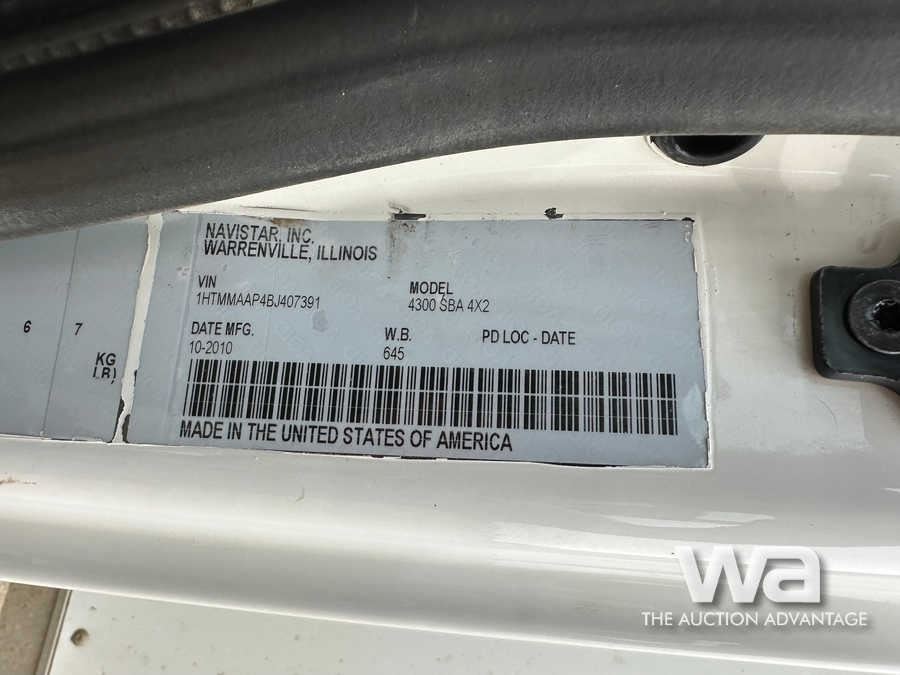 NAVISTAR, INC.
WARRENVILLE, ILLINOIS
VIN
1HTMMAAP4BJ407391
MODEL
4300 SBA 4X2
DATE MFG.
10-2010
W.B.
645
PD LOC - DATE
MADE IN THE UNITED STATES OF AMERICA
6 7
KG
LB)
wa
THE AUCTION ADVANTAGE